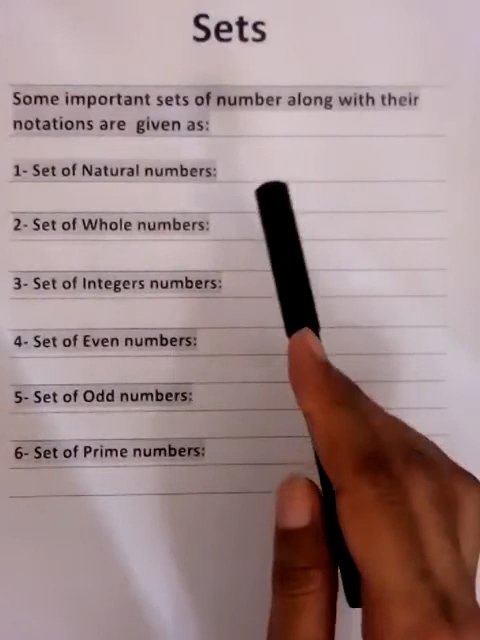 Sets
Some important sets of number along with their
notations are given as:
1- Set of Natural numbers:
2- Set of Whole numbers:
3- Set of Integers numbers:
4- Set of Even numbers:
5- Set of Odd numbers:
6- Set of Prime numbers: